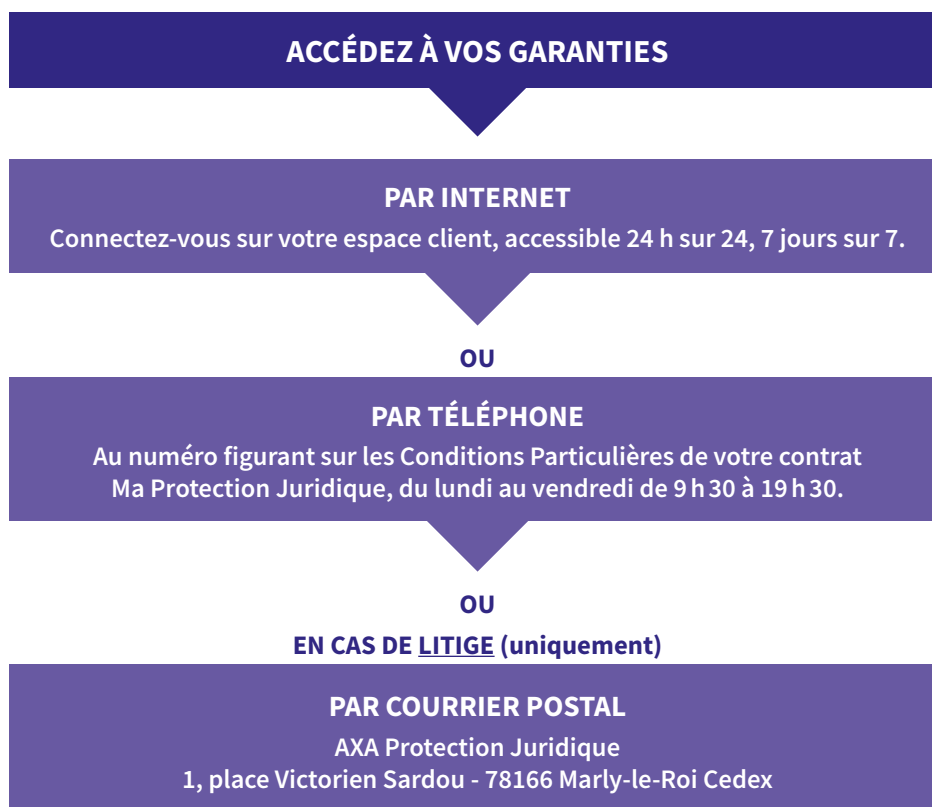 ACCÉDEZ À VOS GARANTIES
PAR INTERNET
Connectez-vous sur votre espace client, accessible 24 h sur 24, 7 jours sur 7.
OU
PAR TÉLÉPHONE
Au numéro figurant sur les Conditions Particulières de votre contrat
Ma Protection Juridique, du lundi au vendredi de 9 h 30 à 19 h 30.
OU
EN CAS DE LITIGE (uniquement)
PAR COURRIER POSTAL
AXA Protection Juridique
1, place Victorien Sardou - 78166 Marly-le-Roi Cedex